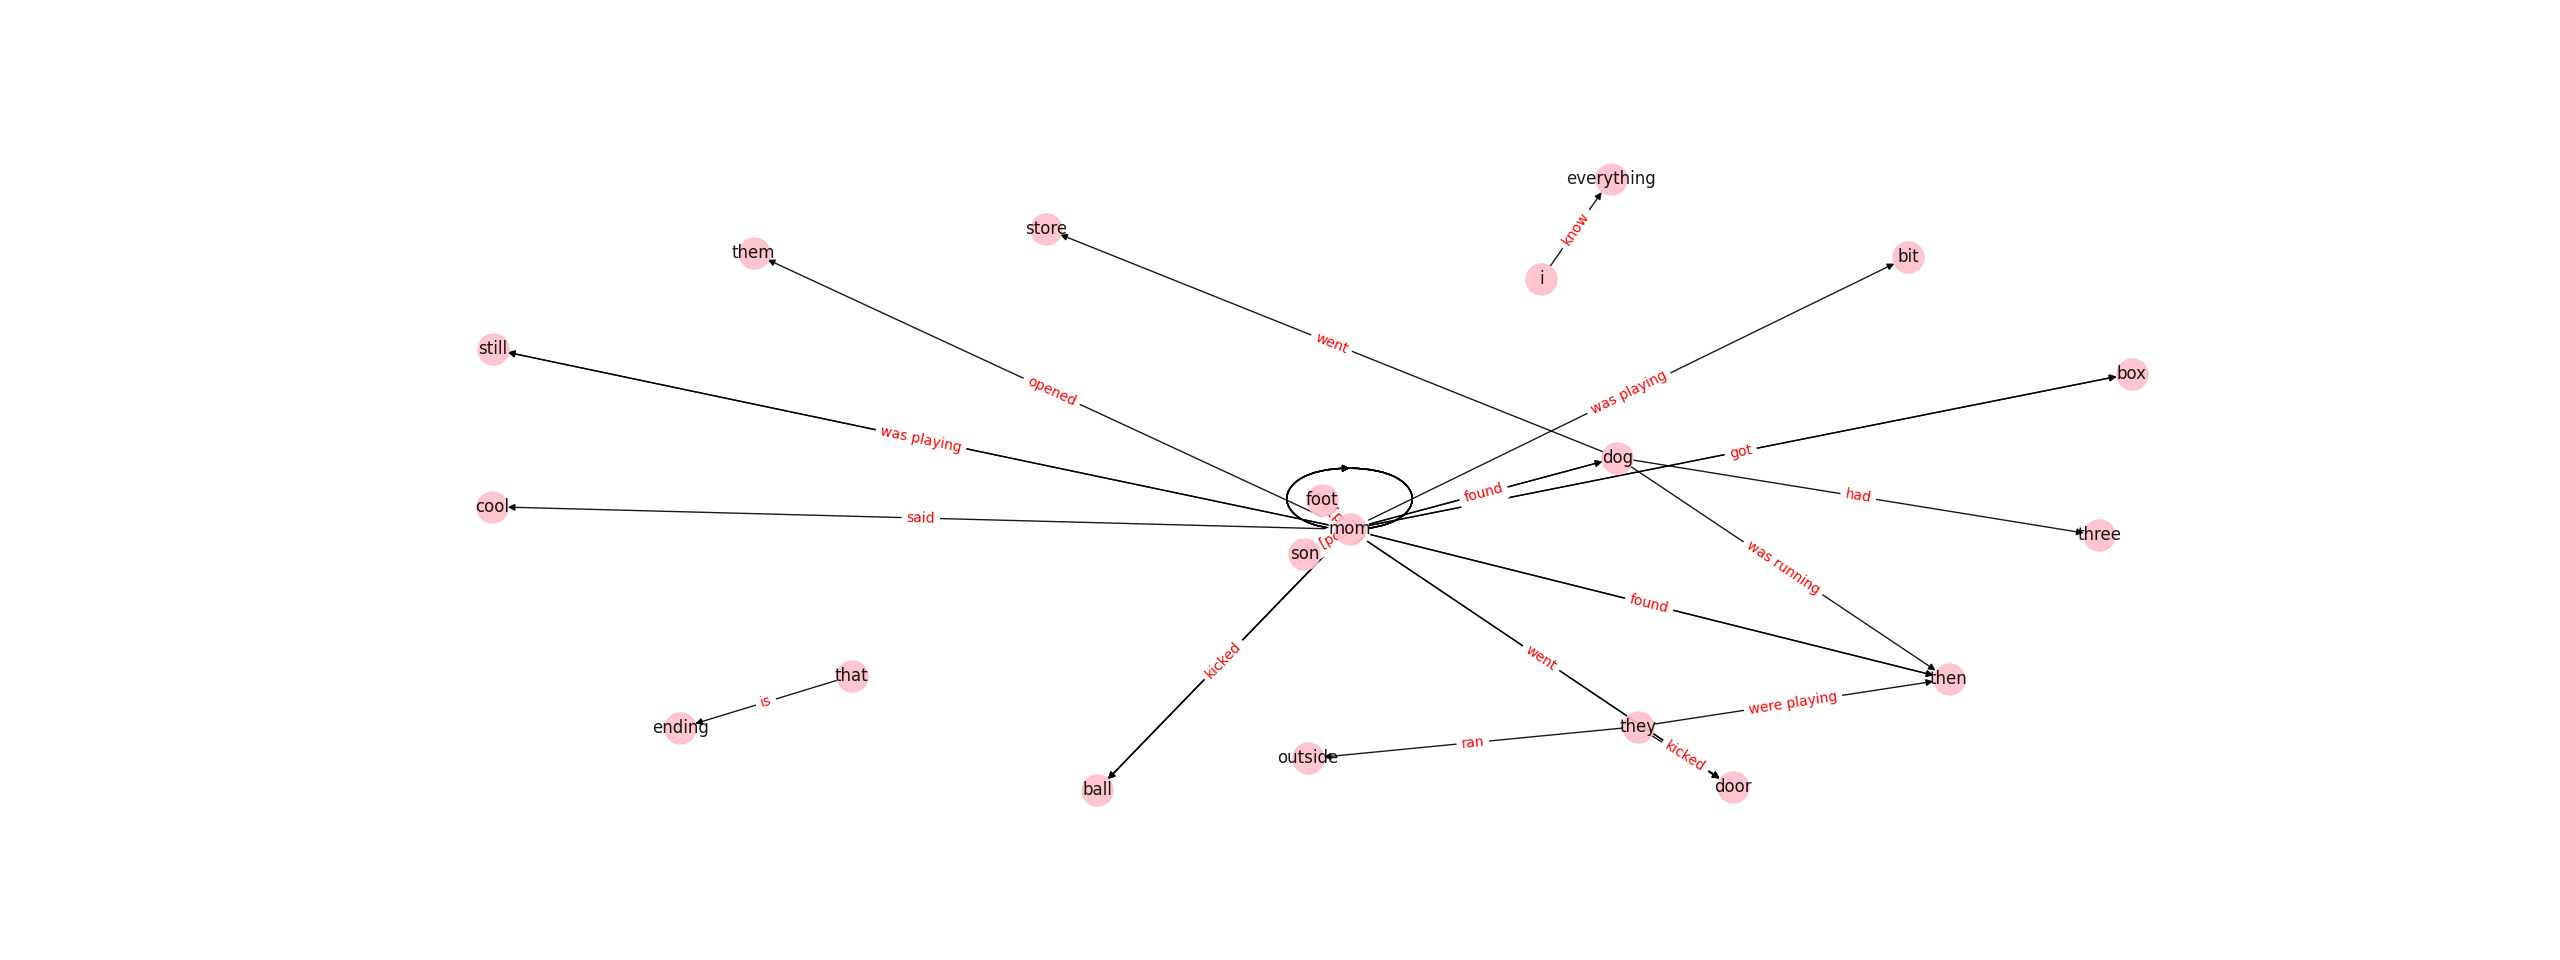 everything
store
know
them
bit
i
went
still
box
opened
was playing
was playing
got
dog
found
had
foot
cool
said
mom
three
son
was running
found
kicked
went
that
then
is
were playing
ending
they
ran
outside
kicked
ball
door